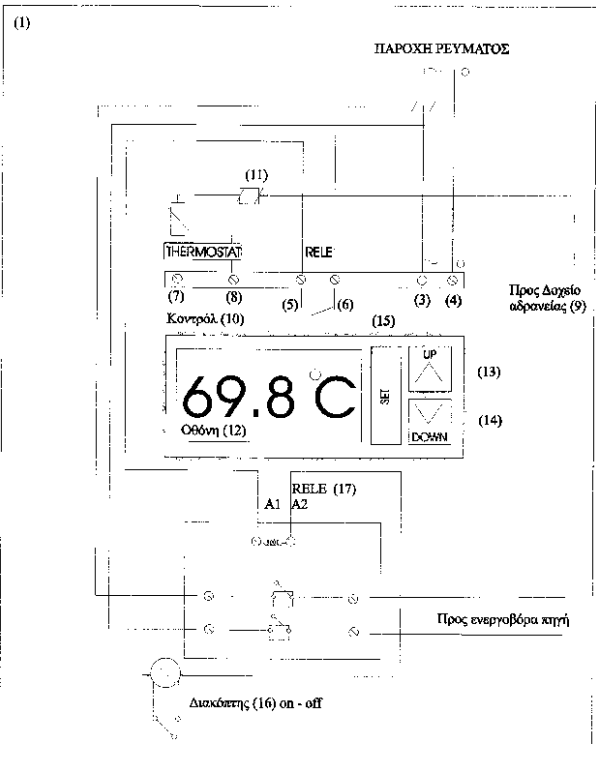 (1)
ΠΑΡΟΧΗ ΡΕΥΜΑΤΟΣ
(11)
THERMOSTAT RELE
(7) (8) (5) (6) (3) (4)
Προς Δοχείο
αδρανείας (9)
Κοντρόλ (10) (15)
69.8 °C
Οθόνη (12)
SET
UP
(13)
DOWN
(14)
RELE (17)
A1 A2
Προς ενεργοβόρα πηγή
Διακόπτης (16) on - off